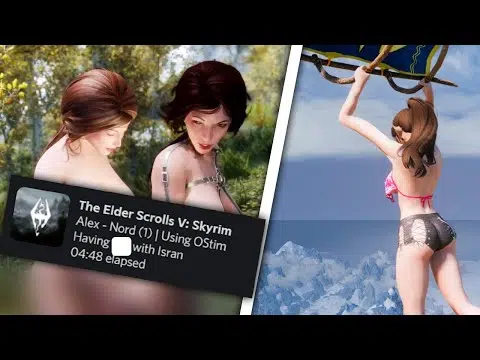 The Elder Scrolls V: Skyrim
Alex - Nord (1) | Using OStim
Having with Isran
04:48 elapsed